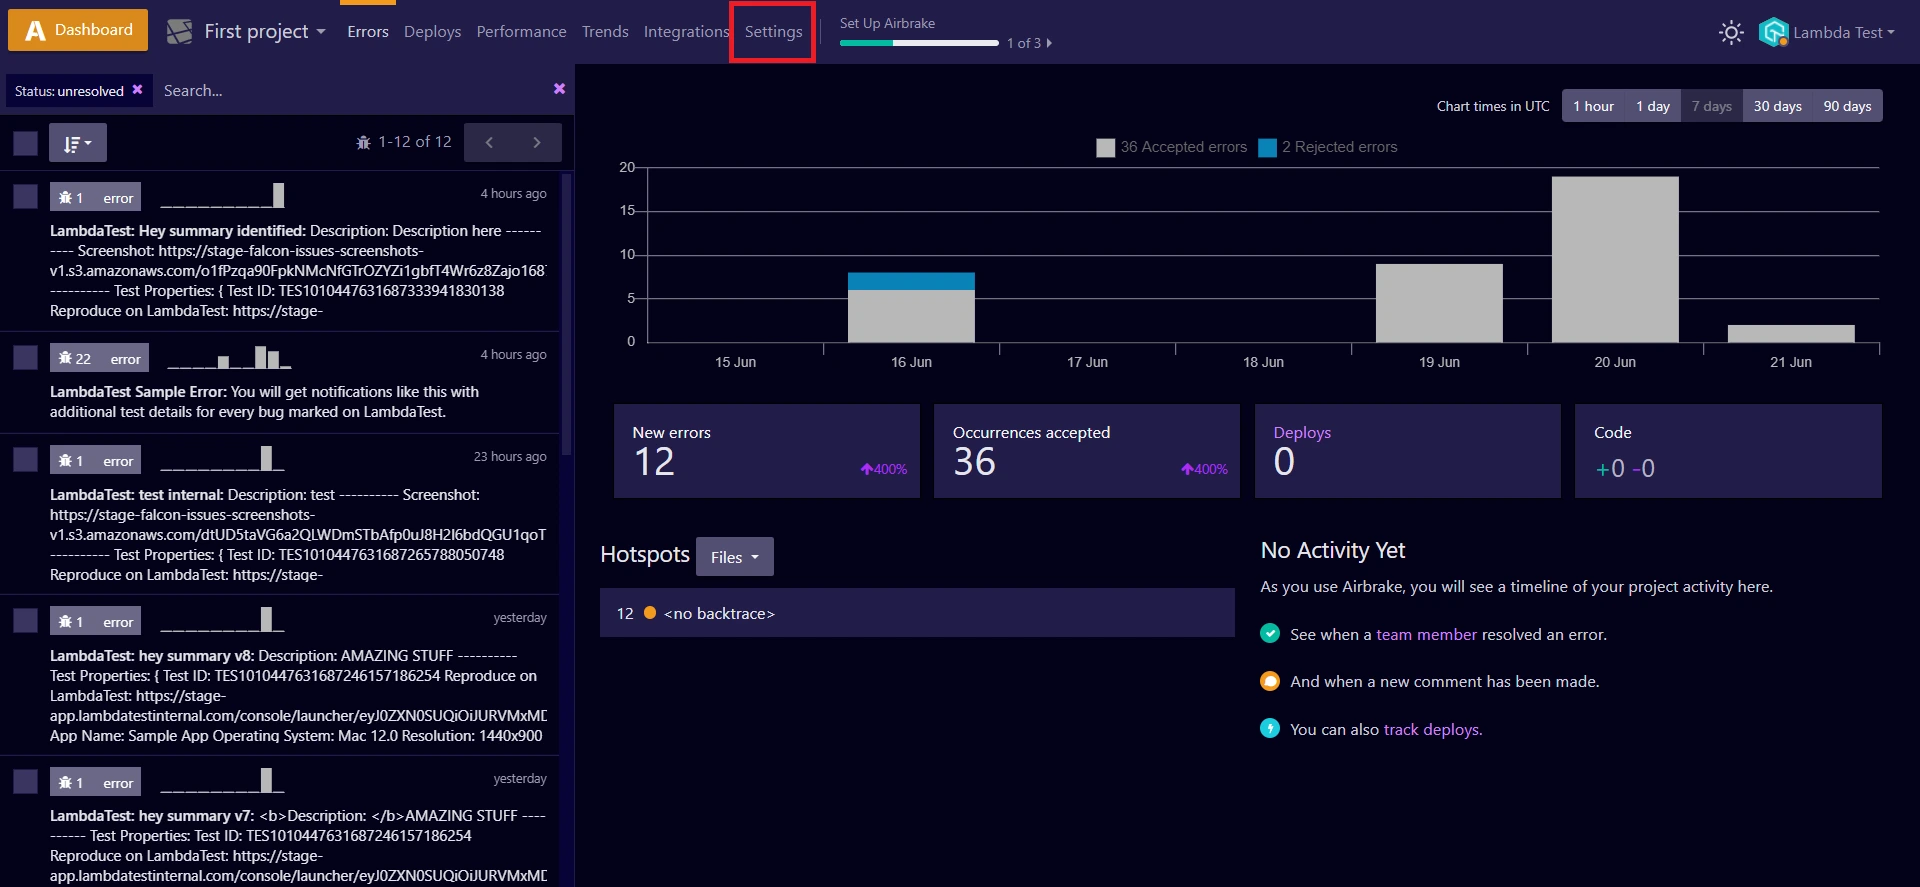 Dashboard
First project
Errors
Deploys
Performance
Trends
Integrations
Settings
Set Up Airbrake
1 of 3
Lambda Test
Status: unresolved
Search...
1-12 of 12
1 error
4 hours ago
LambdaTest: Hey summary identified: Description: Description here ------
---- Screenshot: https://stage-falcon-issues-screenshots-
v1.s3.amazonaws.com/o1fPzqa90FpkNMcNfGTrOZYZi1gbfT4Wr6z8Zajo168
---------- Test Properties: { Test ID: TES1010447631687333941830138
Reproduce on LambdaTest: https://stage-
22 error
4 hours ago
LambdaTest Sample Error: You will get notifications like this with
additional test details for every bug marked on LambdaTest.
1 error
23 hours ago
LambdaTest: test internal: Description: test ---------- Screenshot:
https://stage-falcon-issues-screenshots-
v1.s3.amazonaws.com/dtUD5taVG6a2QLWDmSTbAfp0uJ8H2I6bdQGU1qoT
---------- Test Properties: { Test ID: TES1010447631687265788050748
Reproduce on LambdaTest: https://stage-
1 error
yesterday
LambdaTest: hey summary v8: Description: AMAZING STUFF ----------
Test Properties: { Test ID: TES1010447631687246157186254 Reproduce on
LambdaTest: https://stage-
app.lambdatestinternal.com/console/launcher/eyJ0ZXN0SUQiOiJURVMxMD
App Name: Sample App Operating System: Mac 12.0 Resolution: 1440x900
1 error
yesterday
LambdaTest: hey summary v7: <b>Description: </b>AMAZING STUFF ----
------ Test Properties: Test ID: TES1010447631687246157186254
Reproduce on LambdaTest: https://stage-
app.lambdatestinternal.com/console/launcher/eyJ0ZXN0SUQiOiJURVMxME
Chart times in UTC
1 hour
1 day
7 days
30 days
90 days
36 Accepted errors
2 Rejected errors
20
15
10
5
0
15 Jun
16 Jun
17 Jun
18 Jun
19 Jun
20 Jun
21 Jun
New errors
12
400%
Occurrences accepted
36
400%
Deploys
0
Code
+0 -0
Hotspots
Files
12 <no backtrace>
No Activity Yet
As you use Airbrake, you will see a timeline of your project activity here.
See when a team member resolved an error.
And when a new comment has been made.
You can also track deploys.